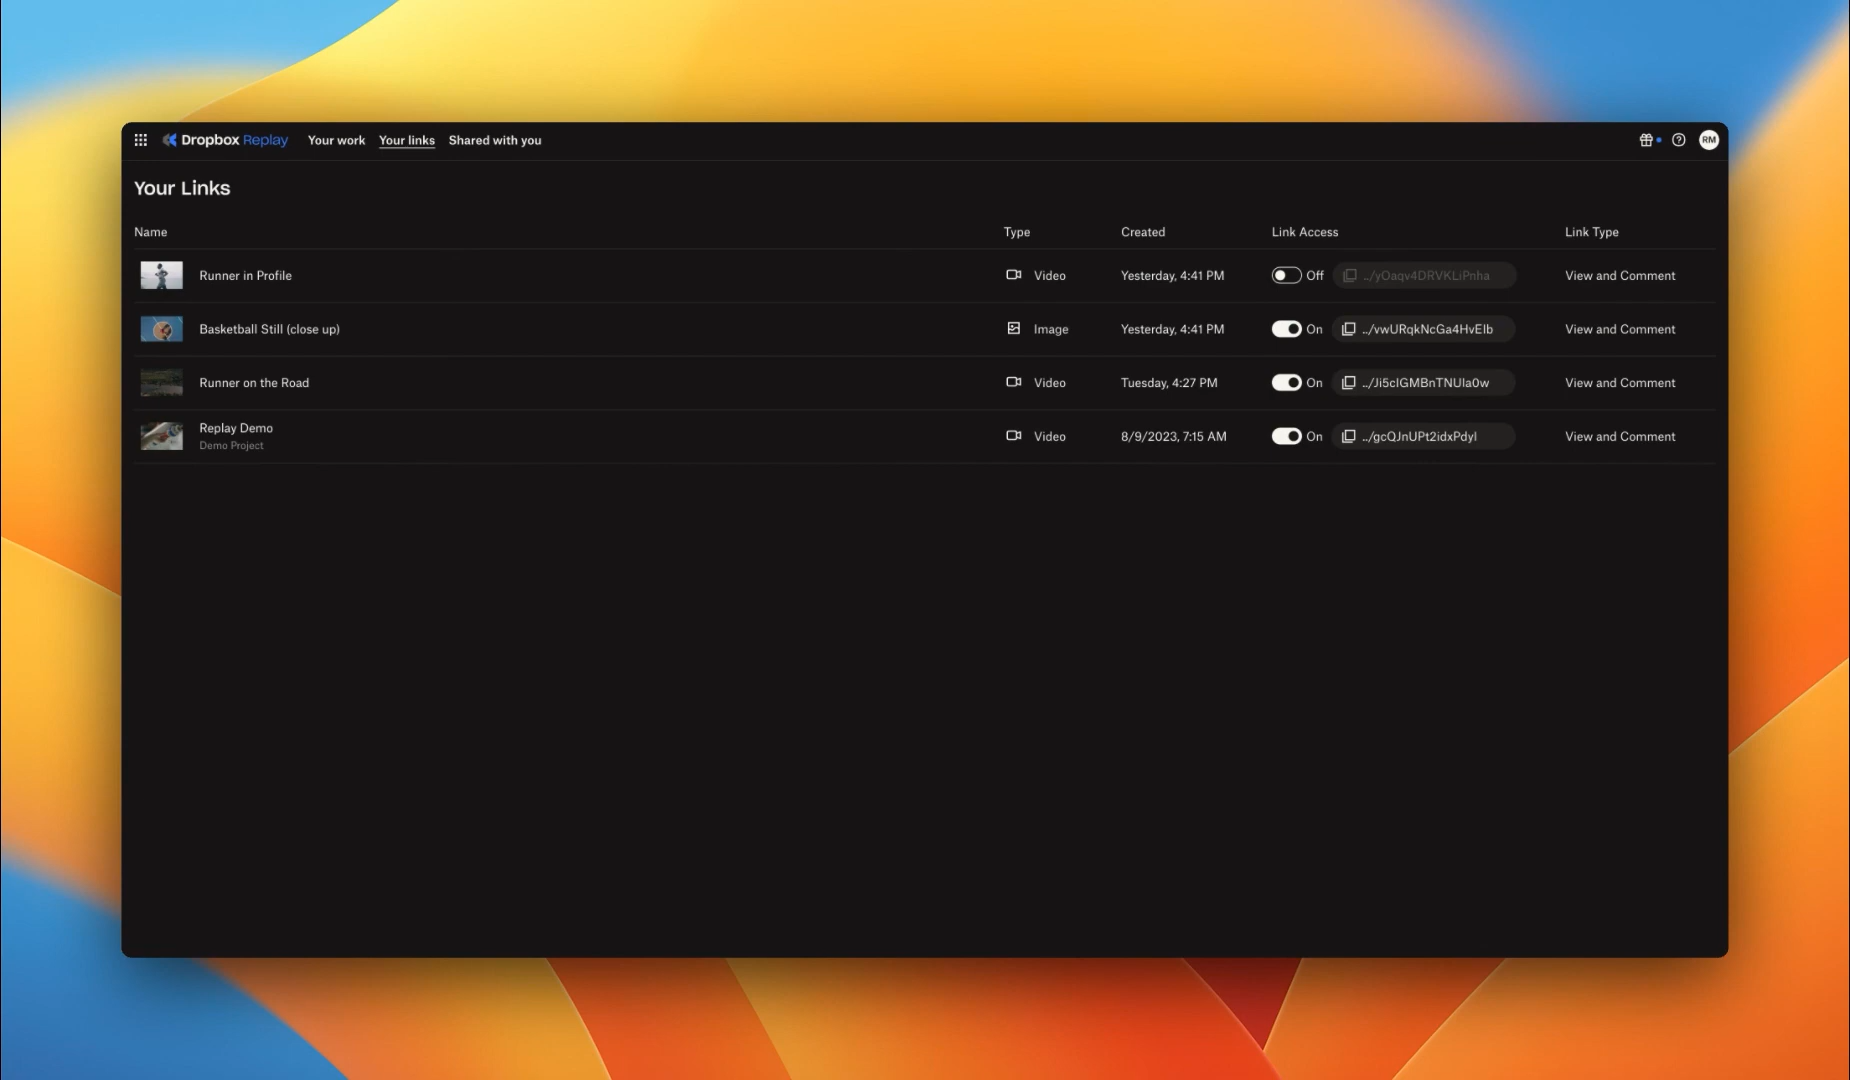 Dropbox Replay Your work Your links Shared with you RM
Your Links
Name Type Created Link Access Link Type
Runner in Profile Video Yesterday, 4:41 PM Off ../yOaqv4DRVKLiPnha View and Comment
Basketball Still (close up) Image Yesterday, 4:41 PM On ../vwURqkNcGa4HvEIb View and Comment
Runner on the Road Video Tuesday, 4:27 PM On ../Ji5cIGMBnTNUIa0w View and Comment
Replay Demo Video 8/9/2023, 7:15 AM On ../gcQJnUPt2idxPdyI View and Comment
Demo Project